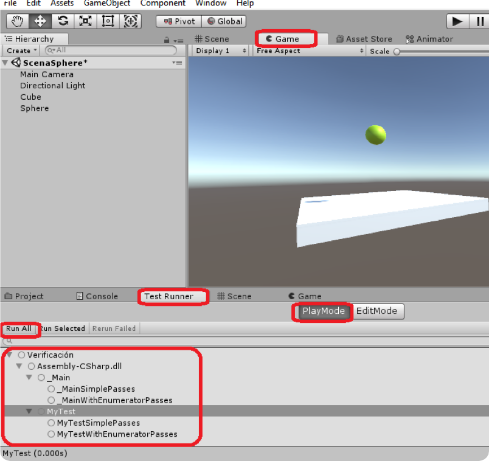 File Edit Assets GameObject Component Window Help
Pivot Global
Hierarchy
Create All
ScenaSphere*
Main Camera
Directional Light
Cube
Sphere
Scene Game Asset Store Animator
Display 1 Free Aspect Scale
Project Console Test Runner Scene Game
PlayMode EditMode
Run All Run Selected Rerun Failed
Verificación
Assembly-CSharp.dll
_Main
_MainSimplePasses
_MainWithEnumeratorPasses
MyTest
MyTestSimplePasses
MyTestWithEnumeratorPasses
MyTest (0.000s)